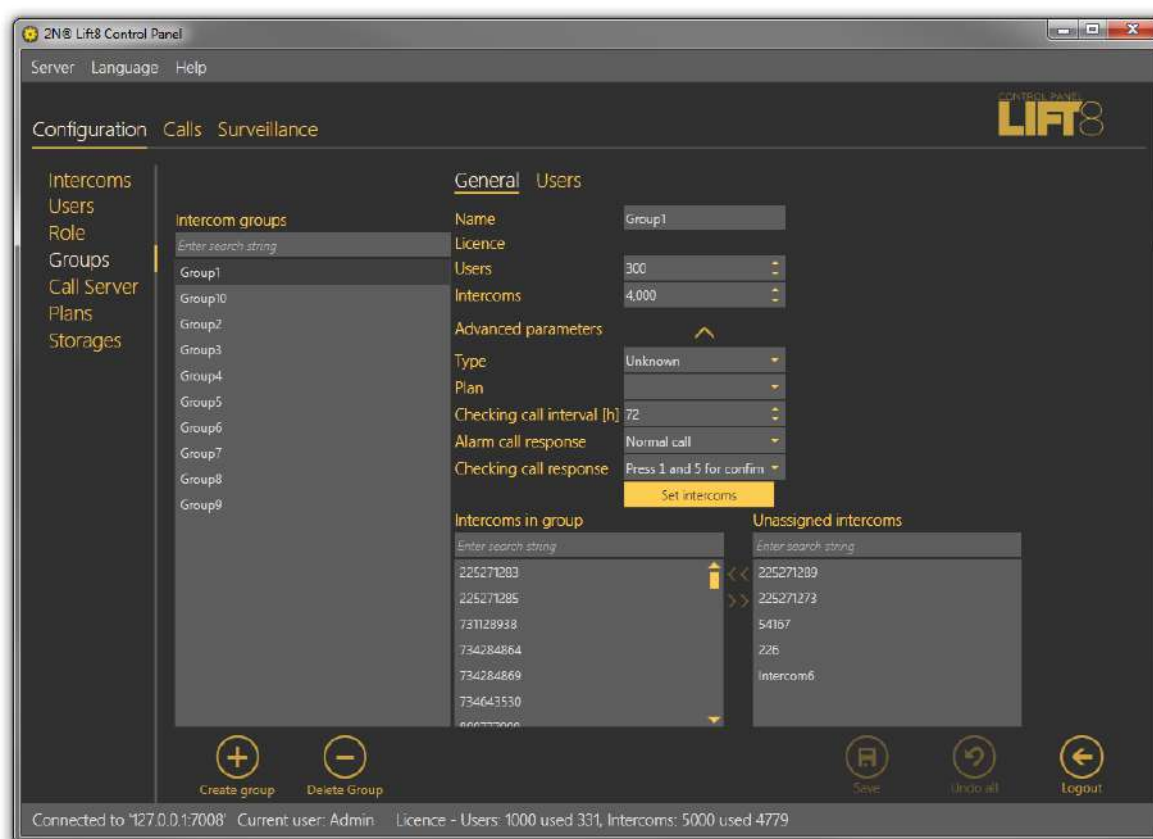 2N® Lift8 Control Panel
Server Language Help
CONTROL PANEL
LIFT8
Configuration Calls Surveillance
Intercoms
Users
Role
Groups
Call Server
Plans
Storages
Intercom groups
Enter search string
Group1
Group10
Group2
Group3
Group4
Group5
Group6
Group7
Group8
Group9
General Users
Name Group1
Licence
Users 300
Intercoms 4,000
Advanced parameters
Type Unknown
Plan
Checking call interval [h] 72
Alarm call response Normal call
Checking call response Press 1 and 5 for confirm
Set intercoms
Intercoms in group
Enter search string
225271283
225271285
731128938
734284864
734284869
734643530
Unassigned intercoms
Enter search string
<< 225271289
>> 225271273
54167
226
Intercom6
Create group Delete Group Save Undo all Logout
Connected to '127.0.0.1:7008' Current user: Admin Licence - Users: 1000 used 331, Intercoms: 5000 used 4779